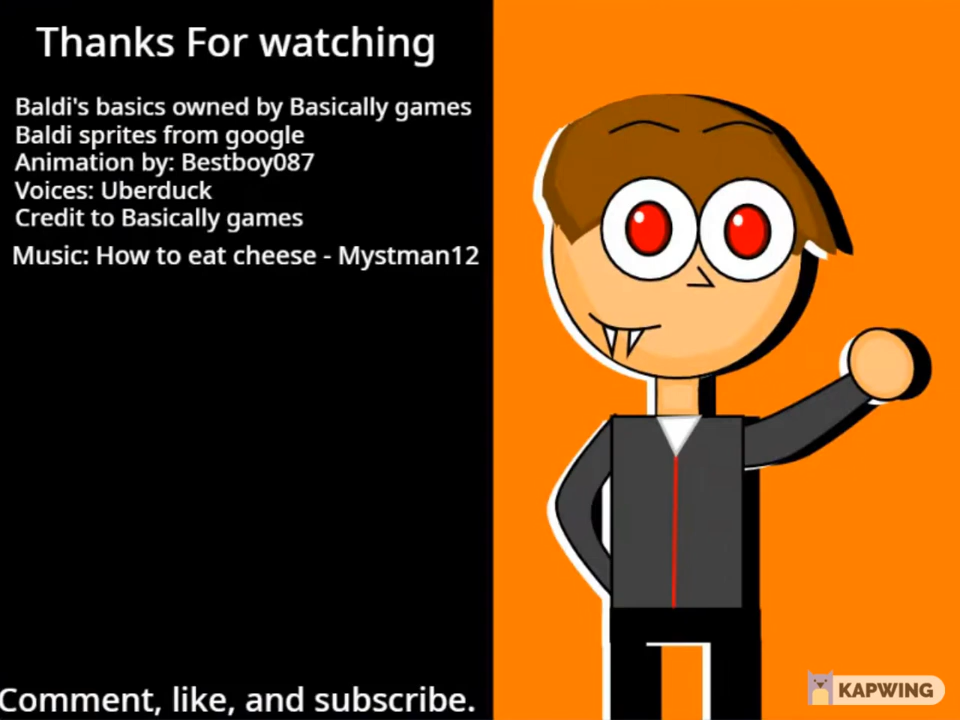 Thanks For watching
Baldi's basics owned by Basically games
Baldi sprites from google
Animation by: Bestboy087
Voices: Uberduck
Credit to Basically games
Music: How to eat cheese - Mystman12
Comment, like, and subscribe.
KAPWING